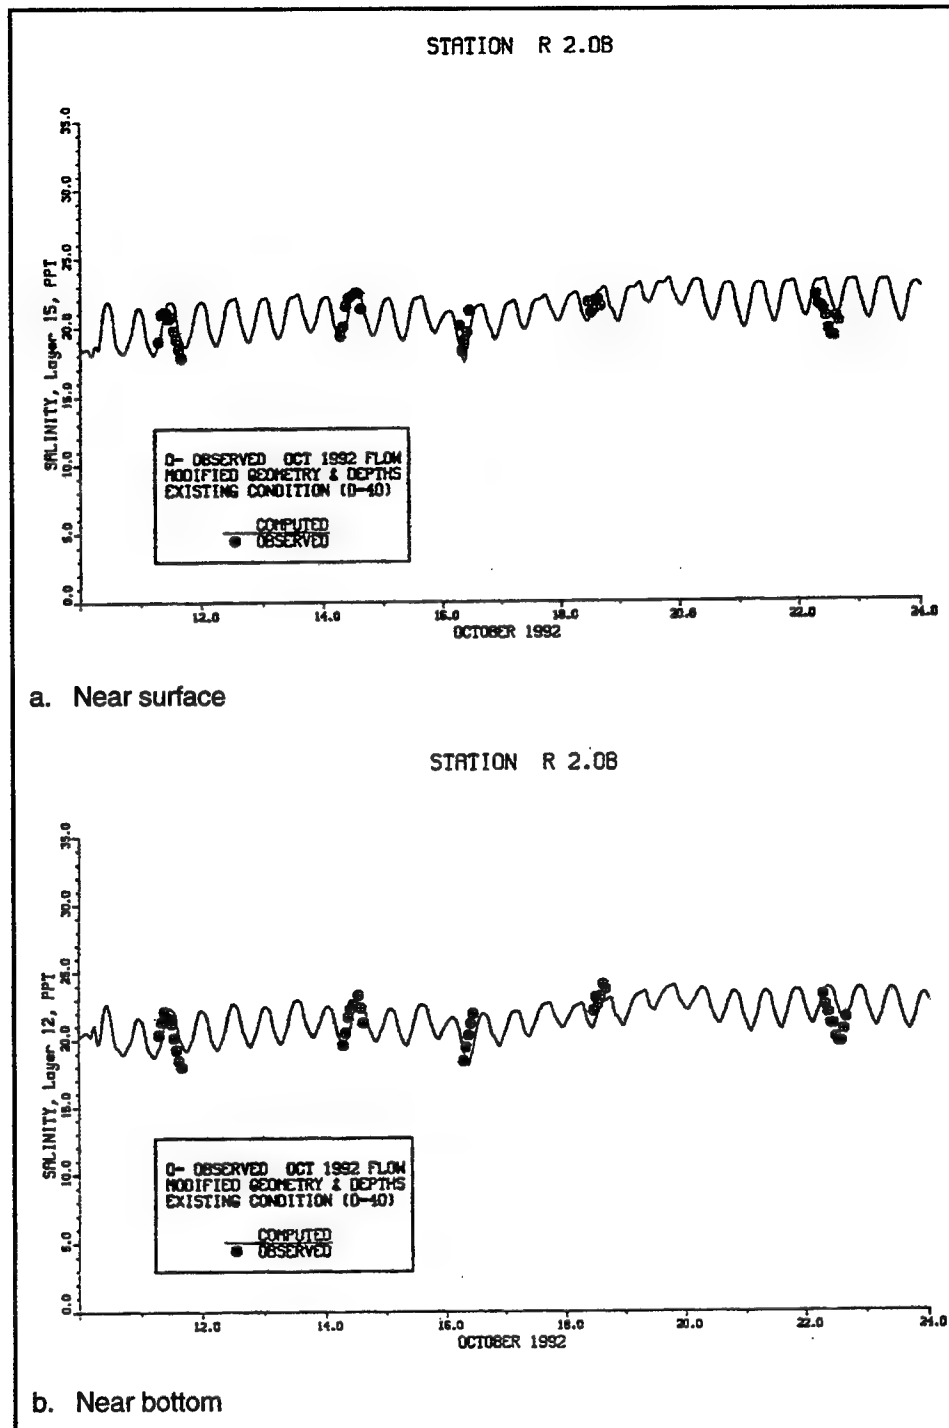 STATION R 2.0B
SALINITY, Layer 15, PPT
35.0
30.0
25.0
20.0
15.0
10.0
5.0
0.0
O- OBSERVED OCT 1992 FLOW
MODIFIED GEOMETRY & DEPTHS
EXISTING CONDITION (D-40)
COMPUTED
OBSERVED
12.0 14.0 16.0 18.0 20.0 22.0 24.0
OCTOBER 1992
a. Near surface
STATION R 2.0B
SALINITY, Layer 12, PPT
35.0
30.0
25.0
20.0
15.0
10.0
5.0
0.0
O- OBSERVED OCT 1992 FLOW
MODIFIED GEOMETRY & DEPTHS
EXISTING CONDITION (D-40)
COMPUTED
OBSERVED
12.0 14.0 16.0 18.0 20.0 22.0 24.0
OCTOBER 1992
b. Near bottom